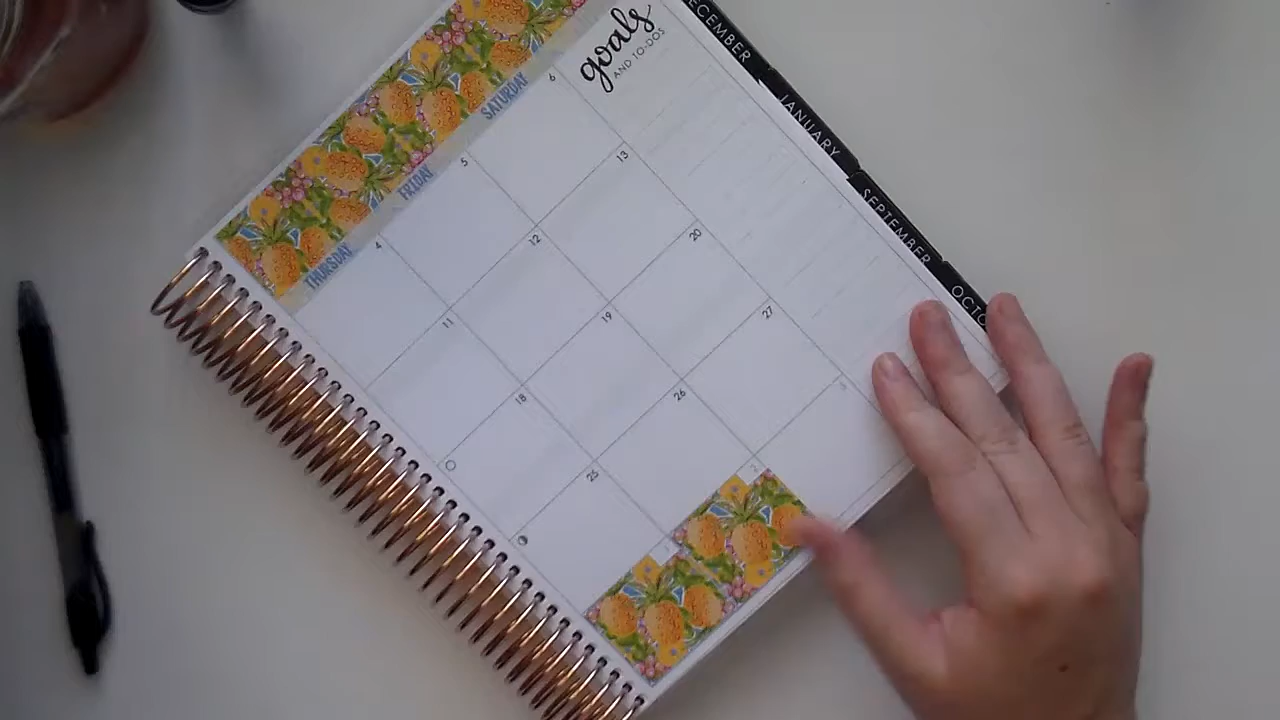 goals
AND TO-DOS
THURSDAY
FRIDAY
SATURDAY
4
5
6
11
12
13
18
19
20
25
26
27
DECEMBER
JANUARY
SEPTEMBER
OCTO